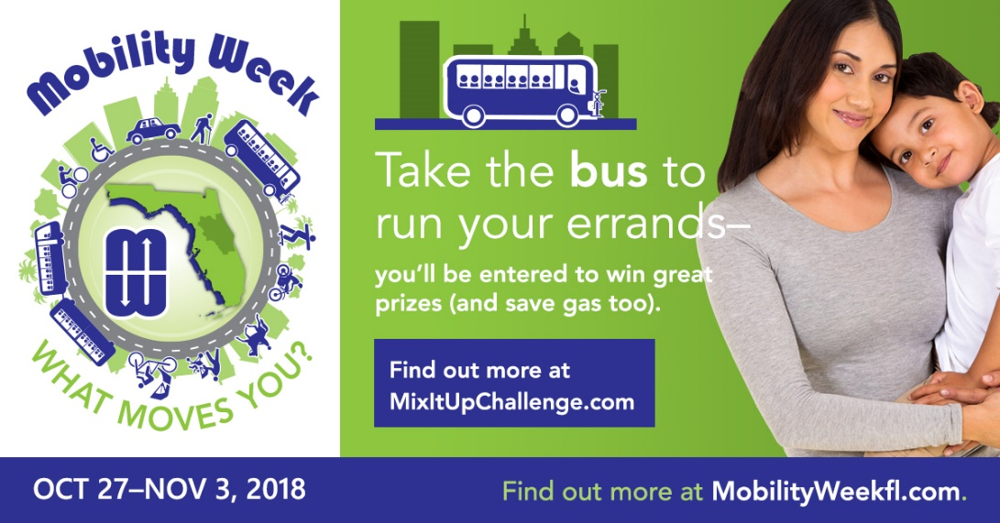 Mobility Week
WHAT MOVES YOU?
Take the bus to
run your errands–
you’ll be entered to win great
prizes (and save gas too).
Find out more at
MixItUpChallenge.com
OCT 27–NOV 3, 2018
Find out more at MobilityWeekfl.com.